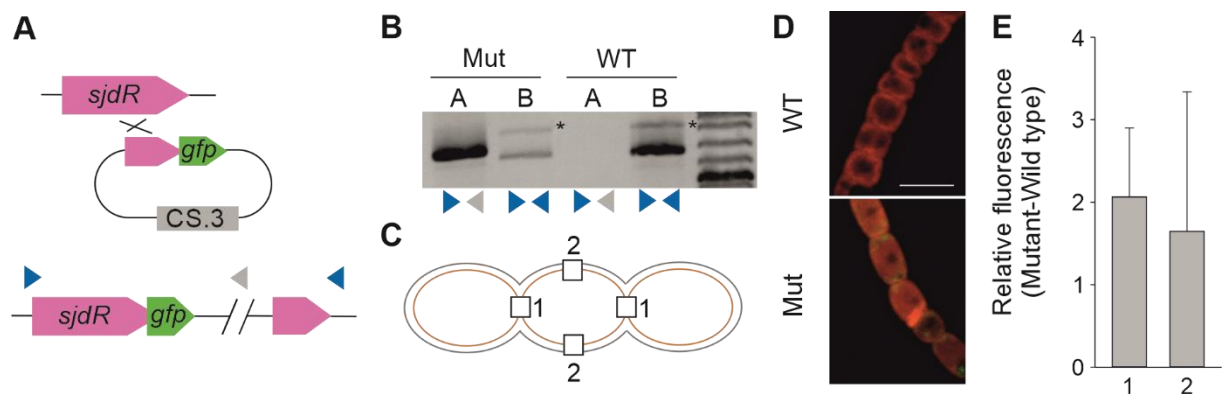 A
sjdR
gfp
CS.3
sjdR
gfp
B
Mut
WT
A
B
A
B
*
*
C
2
1
1
2
D
WT
Mut
E
Relative fluorescence
(Mutant-Wild type)
4
3
2
1
0
1
2